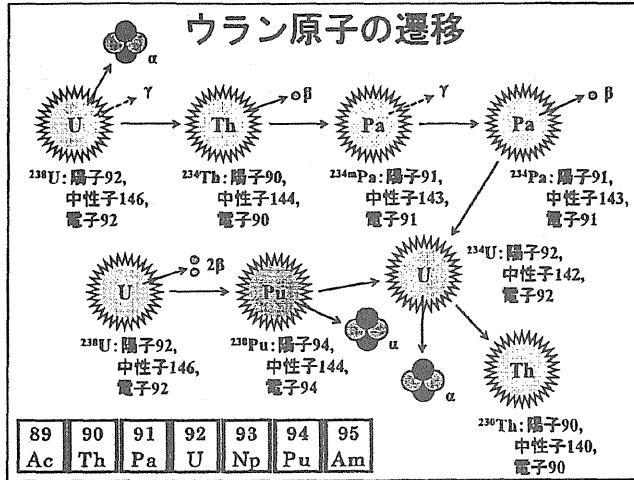 ウラン原子の遷移
α
γ
β
γ
β
U
Th
Pa
Pa
²³⁸U:陽子92,
中性子146,
電子92
²³⁴Th:陽子90,
中性子144,
電子90
²³⁴ᵐPa:陽子91,
中性子143,
電子91
²³⁴Pa:陽子91,
中性子143,
電子91
2β
U
Pu
U
²³⁴U:陽子92,
中性子142,
電子92
²³⁸U:陽子92,
中性子146,
電子92
²³⁸Pu:陽子94,
中性子144,
電子94
α
α
Th
²³⁰Th:陽子90,
中性子140,
電子90
89 90 91 92 93 94 95
Ac Th Pa U Np Pu Am